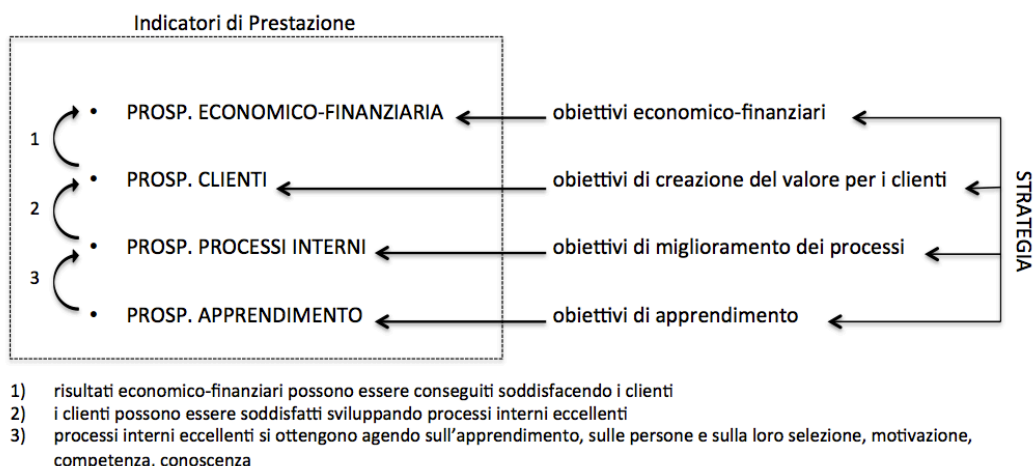 Indicatori di Prestazione
• PROSP. ECONOMICO-FINANZIARIA obiettivi economico-finanziari
1
• PROSP. CLIENTI obiettivi di creazione del valore per i clienti
2
• PROSP. PROCESSI INTERNI obiettivi di miglioramento dei processi
3
• PROSP. APPRENDIMENTO obiettivi di apprendimento
STRATEGIA
1) risultati economico-finanziari possono essere conseguiti soddisfacendo i clienti
2) i clienti possono essere soddisfatti sviluppando processi interni eccellenti
3) processi interni eccellenti si ottengono agendo sull'apprendimento, sulle persone e sulla loro selezione, motivazione,
competenza, conoscenza